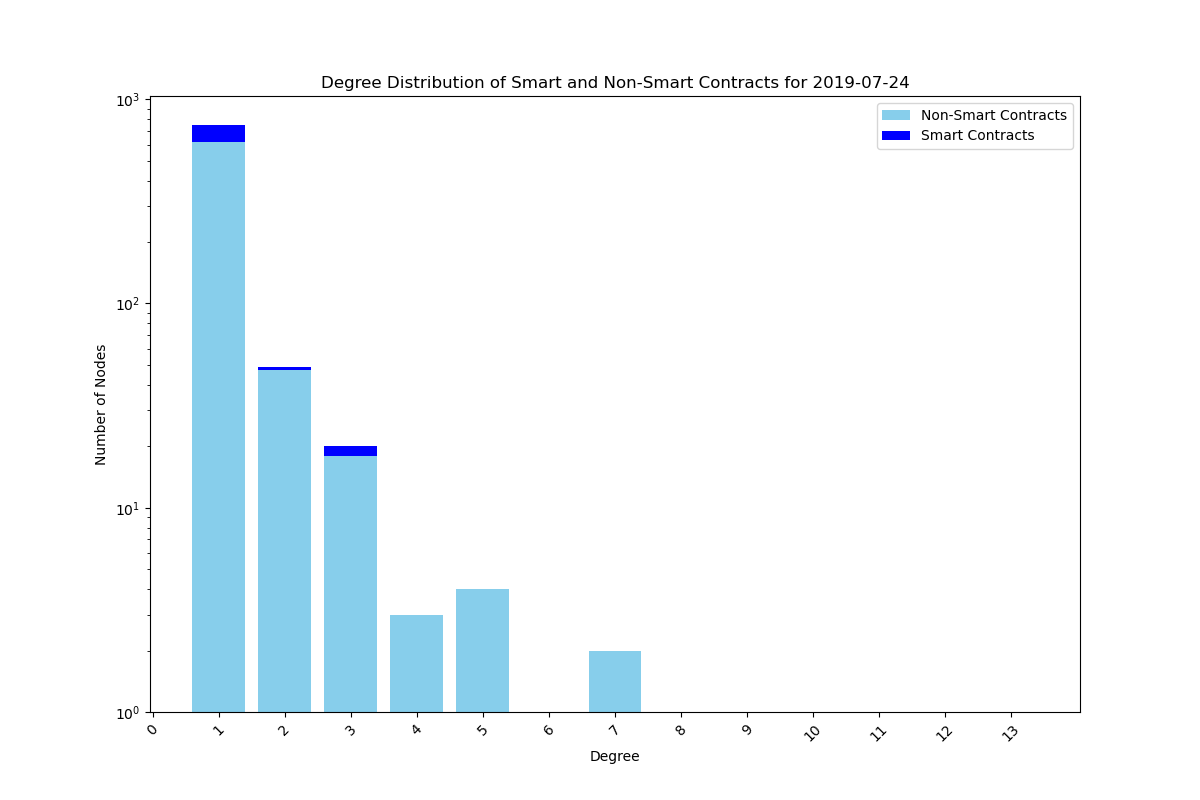 Degree Distribution of Smart and Non-Smart Contracts for 2019-07-24
Non-Smart Contracts
Smart Contracts
Number of Nodes
10³
10²
10¹
10⁰
0 1 2 3 4 5 6 7 8 9 10 11 12 13
Degree